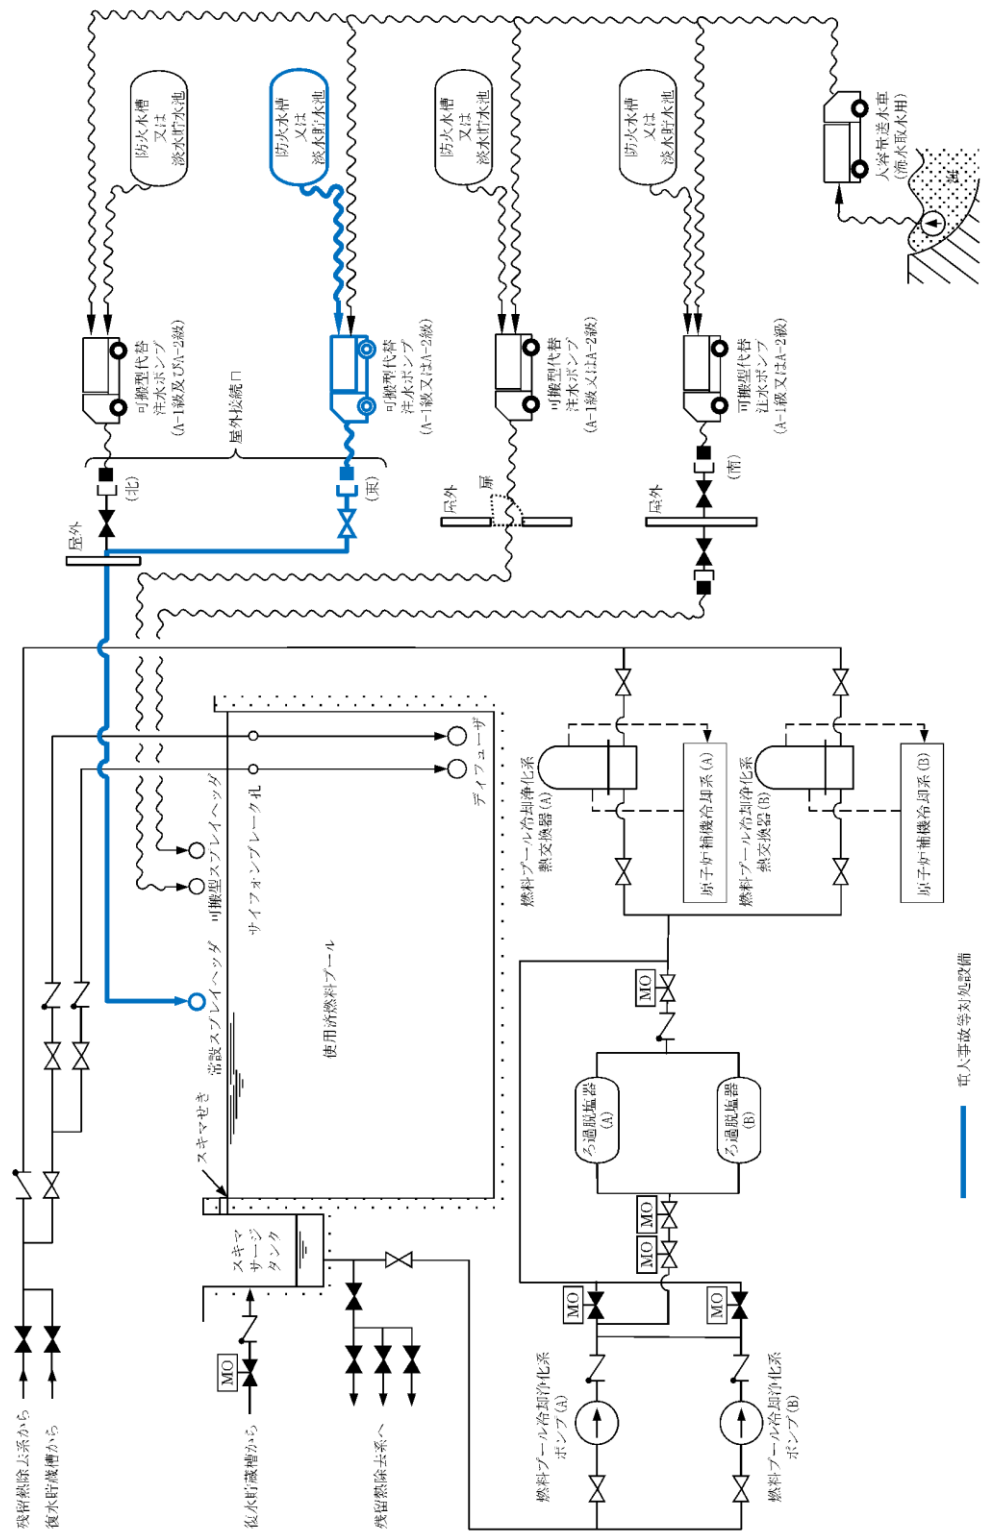 防火水槽
又は
淡水貯水池
防火水槽
又は
淡水貯水池
防火水槽
又は
淡水貯水池
防火水槽
又は
淡水貯水池
大容量送水車
(海水取水用)
海
可搬型代替
注水ポンプ
(A-1級及びA-2級)
可搬型代替
注水ポンプ
(A-1級又はA-2級)
可搬型代替
注水ポンプ
(A-1級又はA-2級)
可搬型代替
注水ポンプ
(A-1級又はA-2級)
屋外接続口
(北)
(東)
(南)
屋外
屋外
扉
屋外
ディフューザ
サイフォンブレーク孔
可搬型スプレイヘッダ
常設スプレイヘッダ
使用済燃料プール
スキマせき
スキマ
サージ
タンク
燃料プール冷却浄化系
熱交換器(A)
原子炉補機冷却系(A)
燃料プール冷却浄化系
熱交換器(B)
原子炉補機冷却系(B)
MO
ろ過脱塩器
(A)
ろ過脱塩器
(B)
MO
MO
MO
MO
MO
残留熱除去系から
復水貯蔵槽から
復水貯蔵槽から
残留熱除去系へ
燃料プール冷却浄化系
ポンプ(A)
燃料プール冷却浄化系
ポンプ(B)
重大事故等対処設備